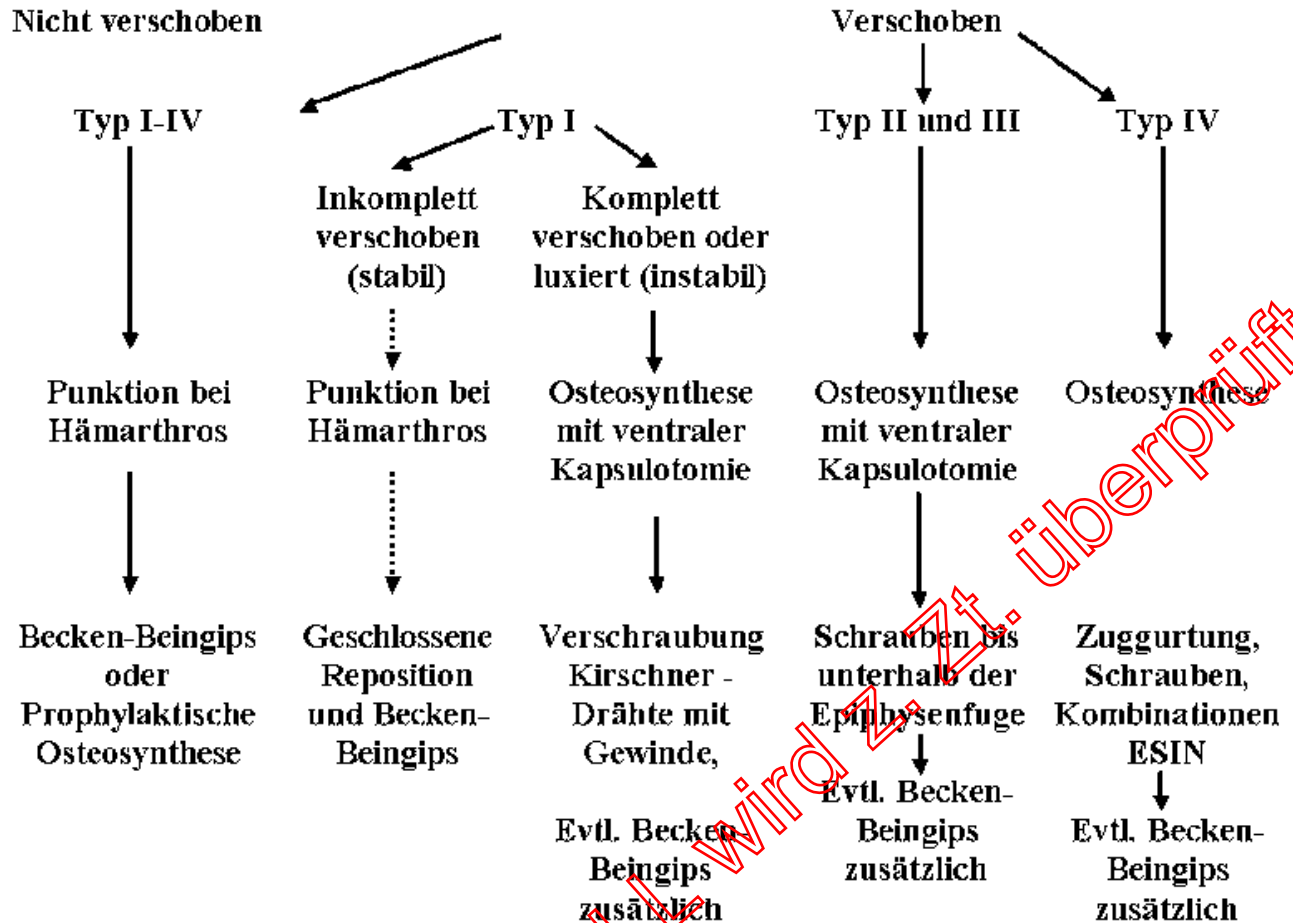 Nicht verschoben
Verschoben
Typ I-IV
Typ I
Typ II und III
Typ IV
Inkomplett
verschoben
(stabil)
Komplett
verschoben oder
luxiert (instabil)
Punktion bei
Hämarthros
Punktion bei
Hämarthros
Osteosynthese
mit ventraler
Kapsulotomie
Osteosynthese
mit ventraler
Kapsulotomie
Osteosynthese
Becken-Beingips
oder
Prophylaktische
Osteosynthese
Geschlossene
Reposition
und Becken-
Beingips
Verschraubung
Kirschner -
Drähte mit
Gewinde,
Evtl. Becken-
Beingips
zusätzlich
Schrauben bis
unterhalb der
Epiphysenfuge
Evtl. Becken-
Beingips
zusätzlich
Zuggurtung,
Schrauben,
Kombinationen
ESIN
Evtl. Becken-
Beingips
zusätzlich
wird z. Zt. überprüft